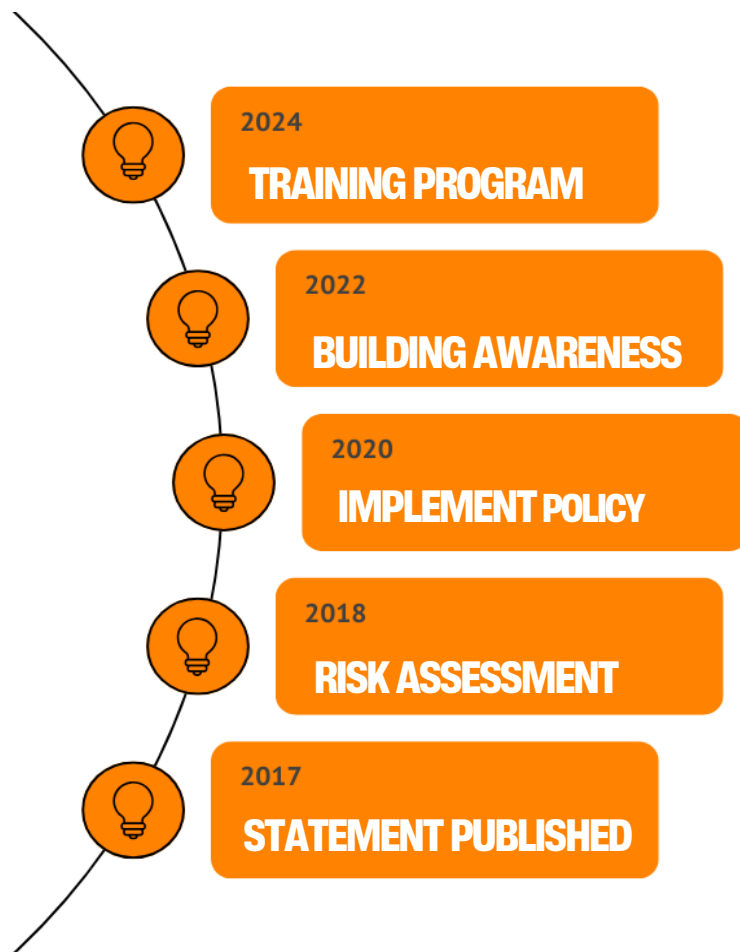 2024
TRAINING PROGRAM
2022
BUILDING AWARENESS
2020
IMPLEMENT POLICY
2018
RISK ASSESSMENT
2017
STATEMENT PUBLISHED